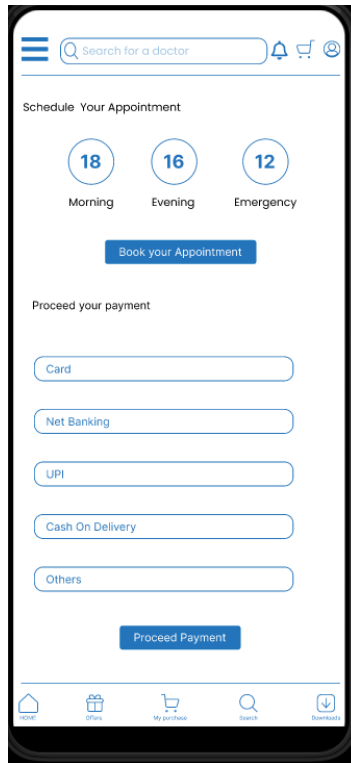 Search for a doctor
Schedule Your Appointment
18 16 12
Morning Evening Emergency
Book your Appointment
Proceed your payment
Card
Net Banking
UPI
Cash On Delivery
Others
Proceed Payment
HOME Offers My purchase Search Downloads